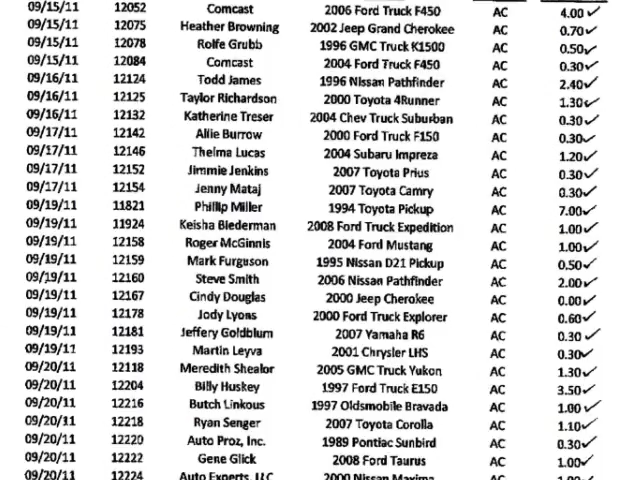 09/15/11 12052 Comcast 2006 Ford Truck F450 AC 4.00 ✓
09/15/11 12075 Heather Browning 2002 Jeep Grand Cherokee AC 0.70 ✓
09/15/11 12078 Rolfe Grubb 1996 GMC Truck K1500 AC 0.50 ✓
09/15/11 12084 Comcast 2004 Ford Truck F450 AC 0.30 ✓
09/16/11 12124 Todd James 1996 Nissan Pathfinder AC 2.40 ✓
09/16/11 12125 Taylor Richardson 2000 Toyota 4Runner AC 1.30 ✓
09/16/11 12132 Katherine Treser 2004 Chev Truck Suburban AC 0.30 ✓
09/17/11 12142 Allie Burrow 2000 Ford Truck F150 AC 0.30 ✓
09/17/11 12146 Thelma Lucas 2004 Subaru Impreza AC 1.20 ✓
09/17/11 12152 Jimmie Jenkins 2007 Toyota Prius AC 0.30 ✓
09/17/11 12154 Jenny Mataj 2007 Toyota Camry AC 0.30 ✓
09/19/11 11821 Phillip Miller 1994 Toyota Pickup AC 7.00 ✓
09/19/11 11924 Keisha Biederman 2008 Ford Truck Expedition AC 1.00 ✓
09/19/11 12158 Roger McGinnis 2004 Ford Mustang AC 1.00 ✓
09/19/11 12159 Mark Furguson 1995 Nissan D21 Pickup AC 0.50 ✓
09/19/11 12160 Steve Smith 2006 Nissan Pathfinder AC 2.00 ✓
09/19/11 12167 Cindy Douglas 2000 Jeep Cherokee AC 0.00 ✓
09/19/11 12178 Jody Lyons 2000 Ford Truck Explorer AC 0.60 ✓
09/19/11 12181 Jeffery Goldblum 2007 Yamaha R6 AC 0.30 ✓
09/19/11 12193 Martin Leyva 2001 Chrysler LHS AC 0.30 ✓
09/20/11 12118 Meredith Shealor 2005 GMC Truck Yukon AC 1.30 ✓
09/20/11 12204 Billy Huskey 1997 Ford Truck E150 AC 3.50 ✓
09/20/11 12216 Butch Linkous 1997 Oldsmobile Bravada AC 1.00 ✓
09/20/11 12218 Ryan Senger 2007 Toyota Corolla AC 1.10 ✓
09/20/11 12220 Auto Proz, Inc. 1989 Pontiac Sunbird AC 0.30 ✓
09/20/11 12222 Gene Glick 2008 Ford Taurus AC 1.00 ✓
09/20/11 12224 Auto Experts, LLC 2000 Nissan Maxima AC